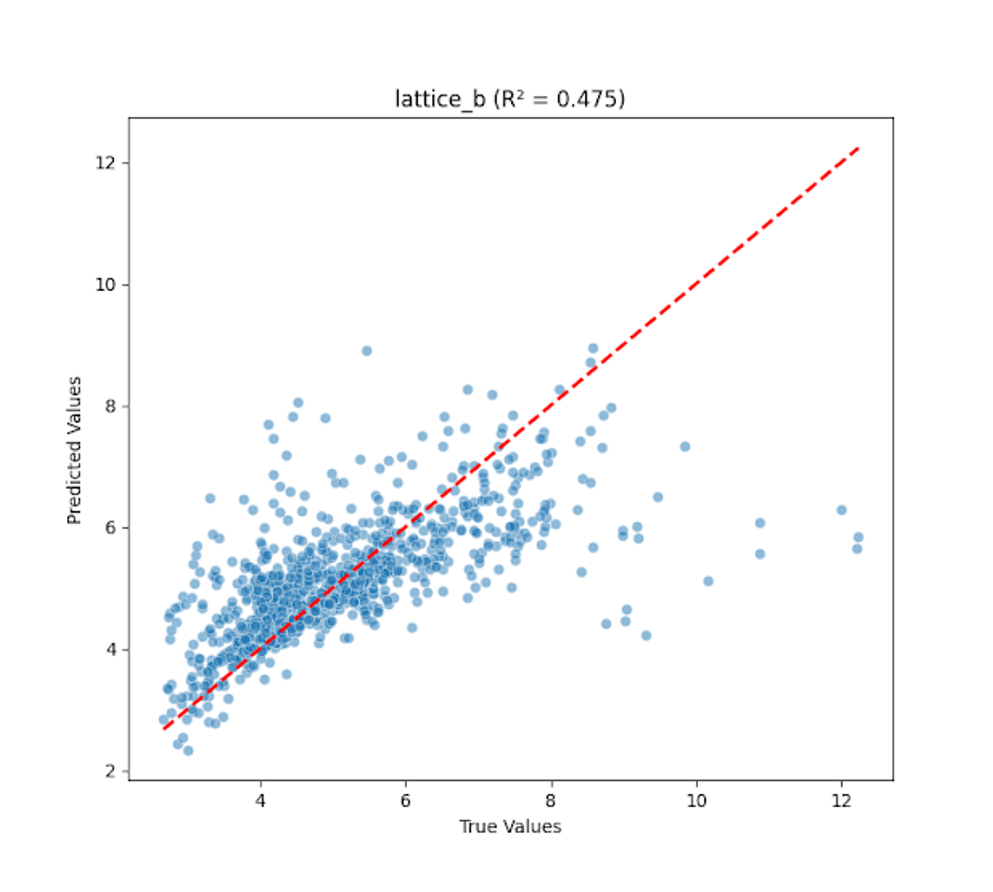 lattice_b (R² = 0.475)
12
10
8
6
4
2
Predicted Values
4 6 8 10 12
True Values